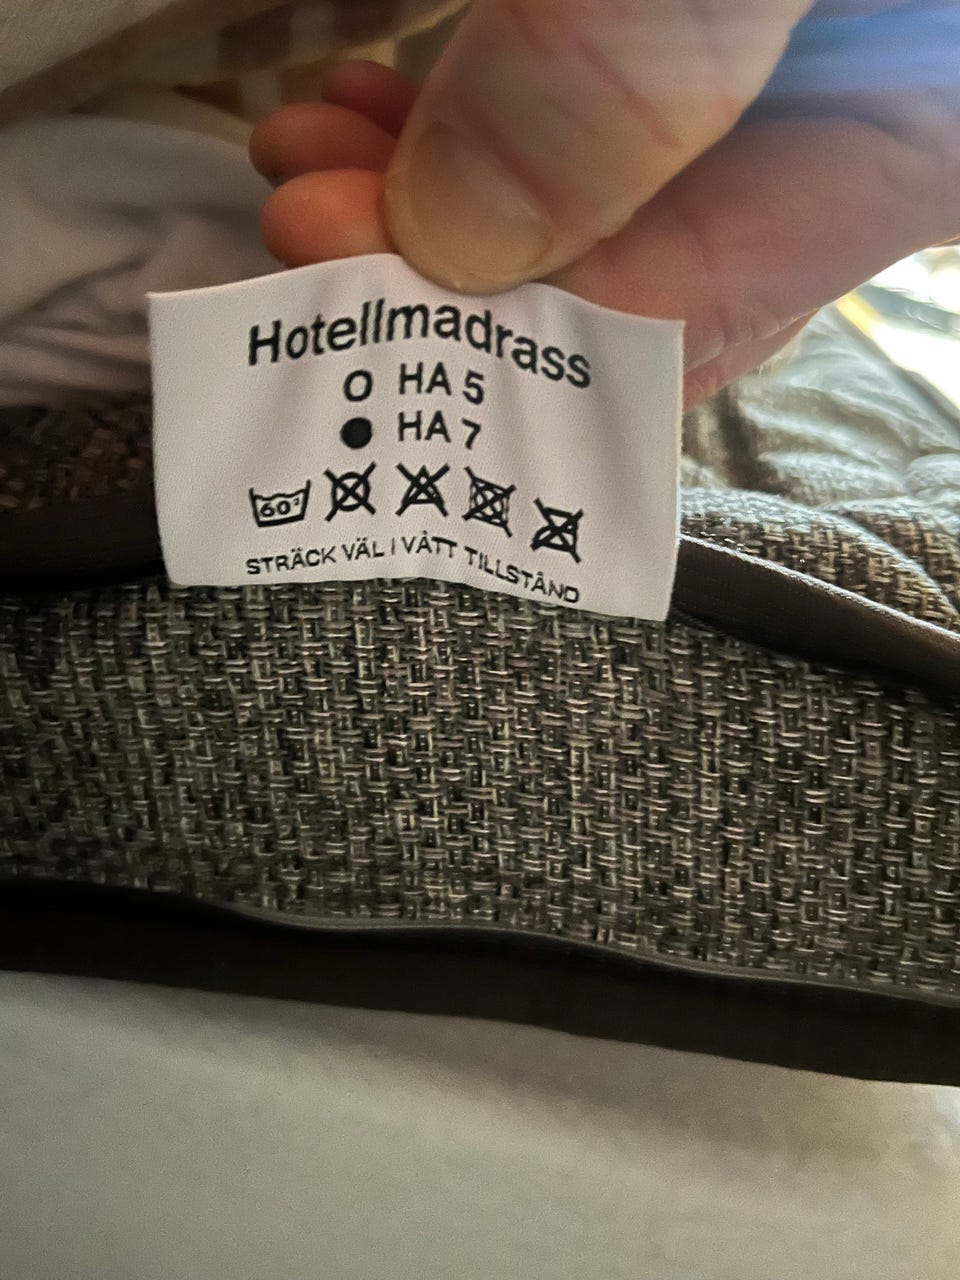 Hotellmadrass
O HA 5
● HA 7
60°
STRÄCK VÄL I VÅTT TILLSTÅND